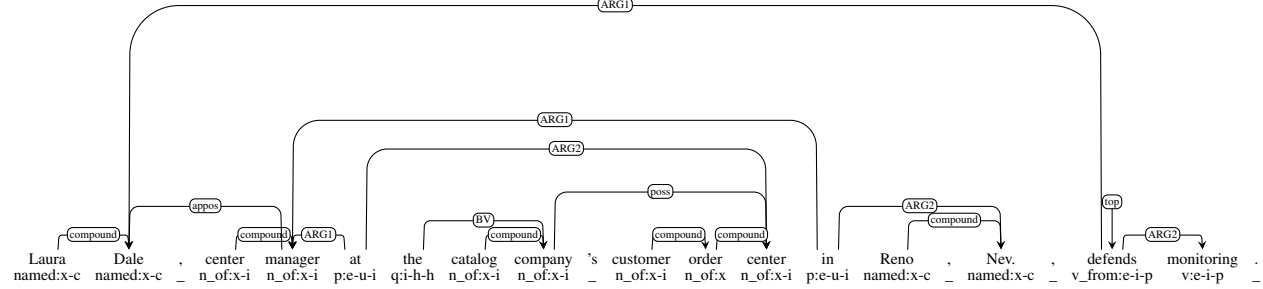 ARG1
ARG1
ARG2
poss
appos ARG2 top
BV compound
compound compound ARG1 compound compound compound ARG2
Laura Dale , center manager at the catalog company 's customer order center in Reno , Nev. , defends monitoring .
named:x-c named:x-c _ n_of:x-i n_of:x-i p:e-u-i q:i-h-h n_of:x-i n_of:x-i _ n_of:x-i n_of:x n_of:x-i p:e-u-i named:x-c _ named:x-c _ v_from:e-i-p v:e-i-p _